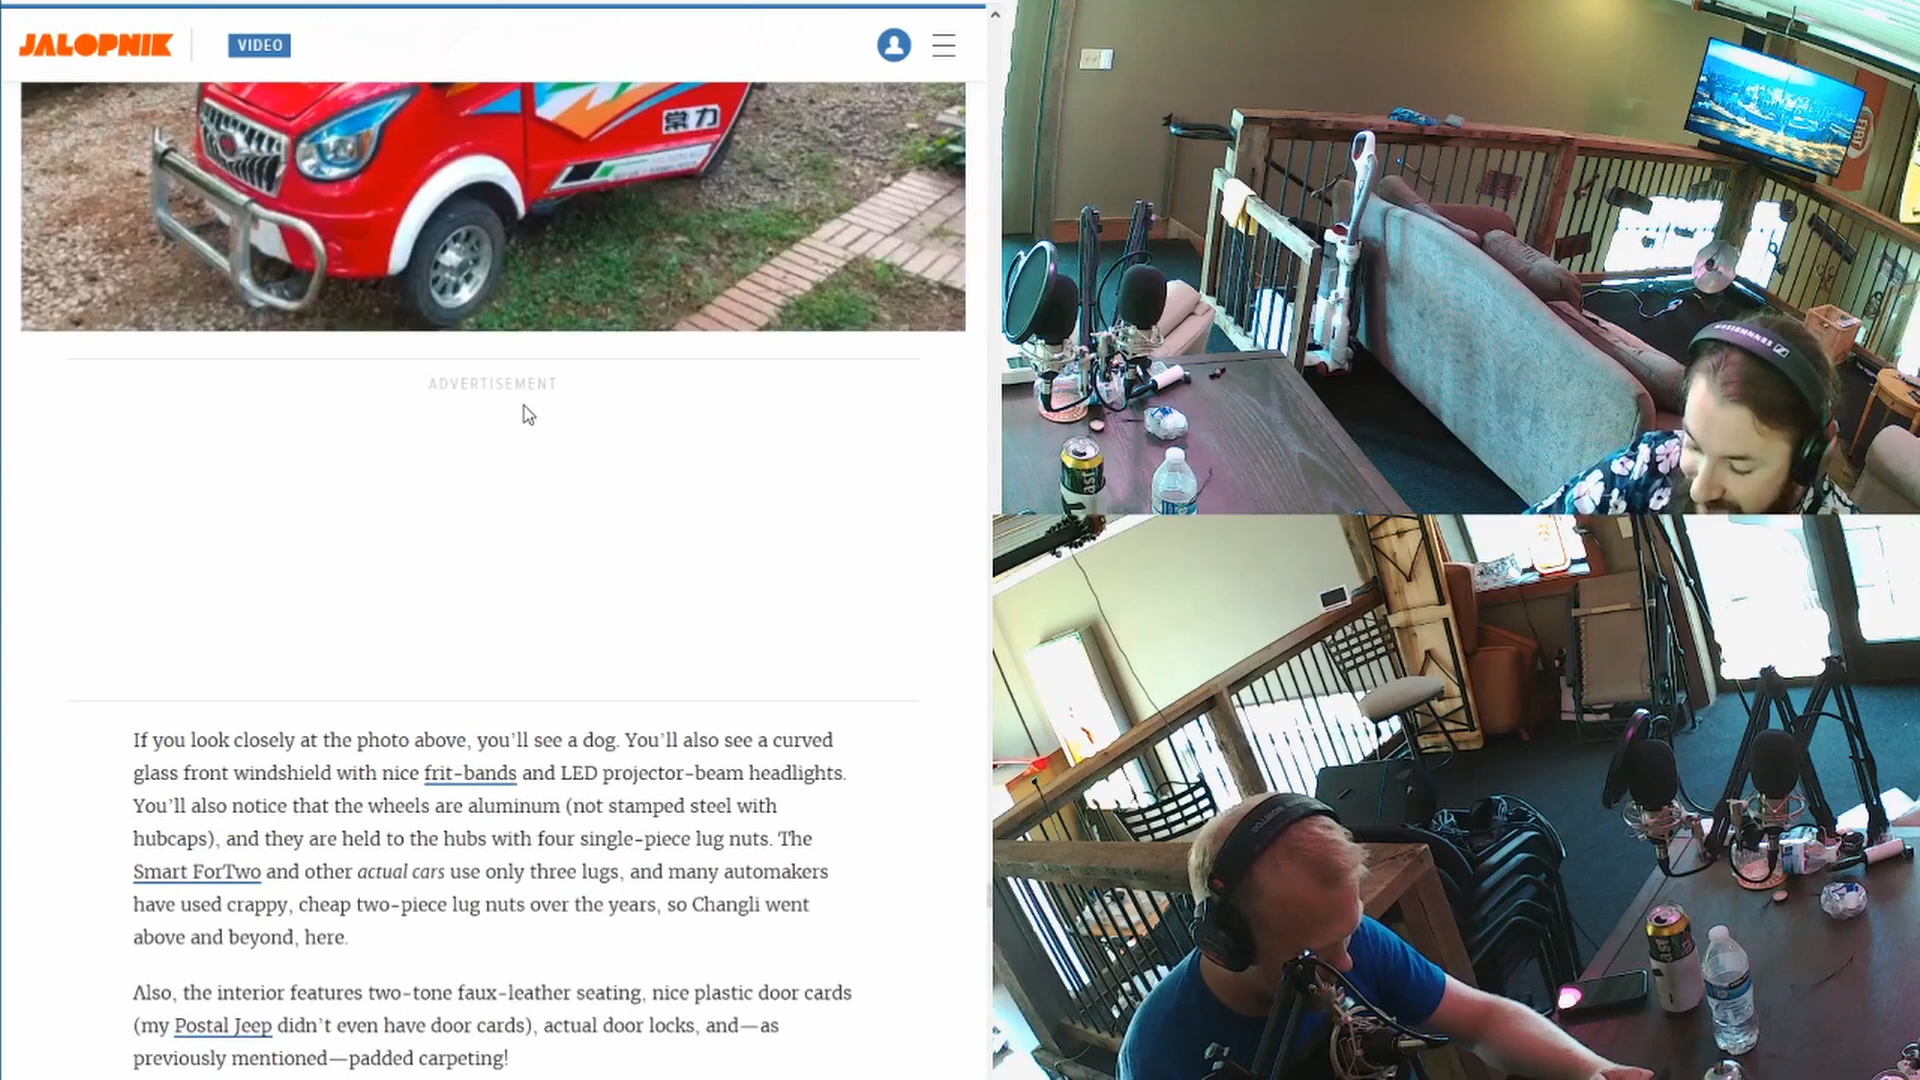 JALOPNIK
VIDEO
常力
ADVERTISEMENT
If you look closely at the photo above, you’ll see a dog. You’ll also see a curved
glass front windshield with nice frit-bands and LED projector-beam headlights.
You’ll also notice that the wheels are aluminum (not stamped steel with
hubcaps), and they are held to the hubs with four single-piece lug nuts. The
Smart ForTwo and other actual cars use only three lugs, and many automakers
have used crappy, cheap two-piece lug nuts over the years, so Changli went
above and beyond, here.
Also, the interior features two-tone faux-leather seating, nice plastic door cards
(my Postal Jeep didn’t even have door cards), actual door locks, and—as
previously mentioned—padded carpeting!
FIAT
SENNHEISER